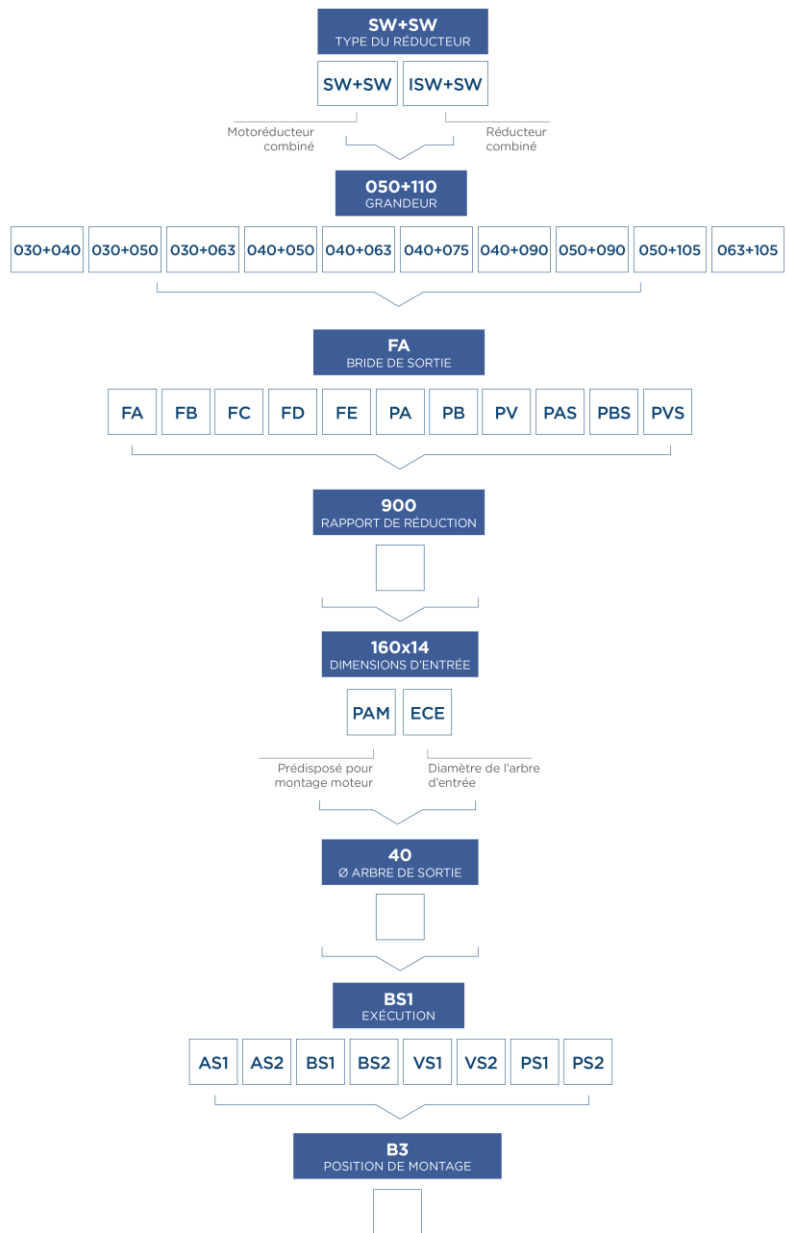 SW+SW
TYPE DU RÉDUCTEUR
SW+SW ISW+SW
Motoréducteur
combiné
Réducteur
combiné
050+110
GRANDEUR
030+040 030+050 030+063 040+050 040+063 040+075 040+090 050+090 050+105 063+105
FA
BRIDE DE SORTIE
FA FB FC FD FE PA PB PV PAS PBS PVS
900
RAPPORT DE RÉDUCTION
160x14
DIMENSIONS D'ENTRÉE
PAM ECE
Prédisposé pour
montage moteur
Diamètre de l'arbre
d'entrée
40
Ø ARBRE DE SORTIE
BS1
EXÉCUTION
AS1 AS2 BS1 BS2 VS1 VS2 PS1 PS2
B3
POSITION DE MONTAGE